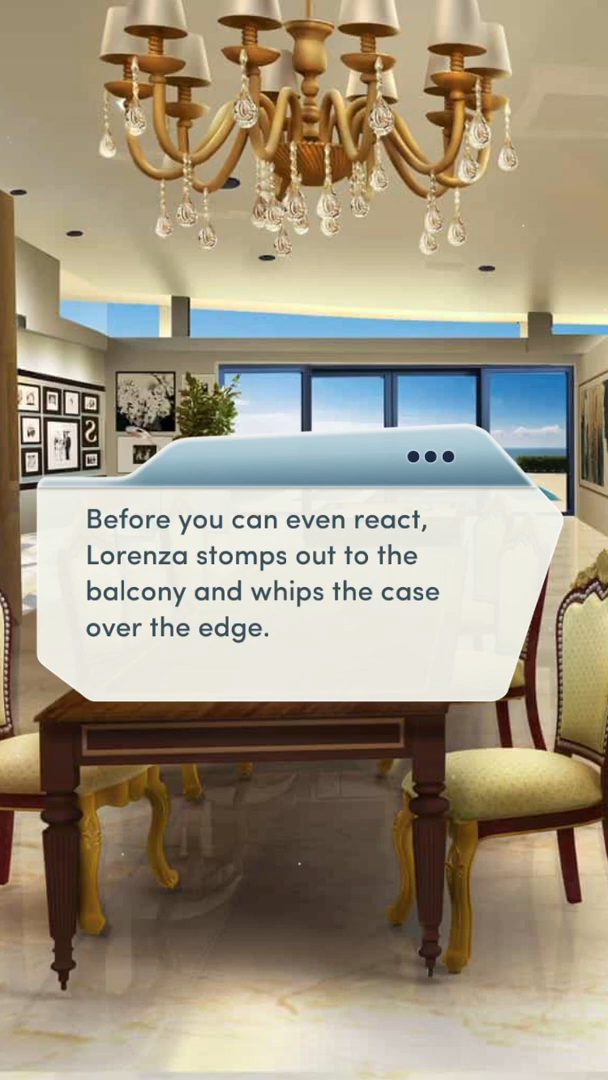 Before you can even react,
Lorenza stomps out to the
balcony and whips the case
over the edge.